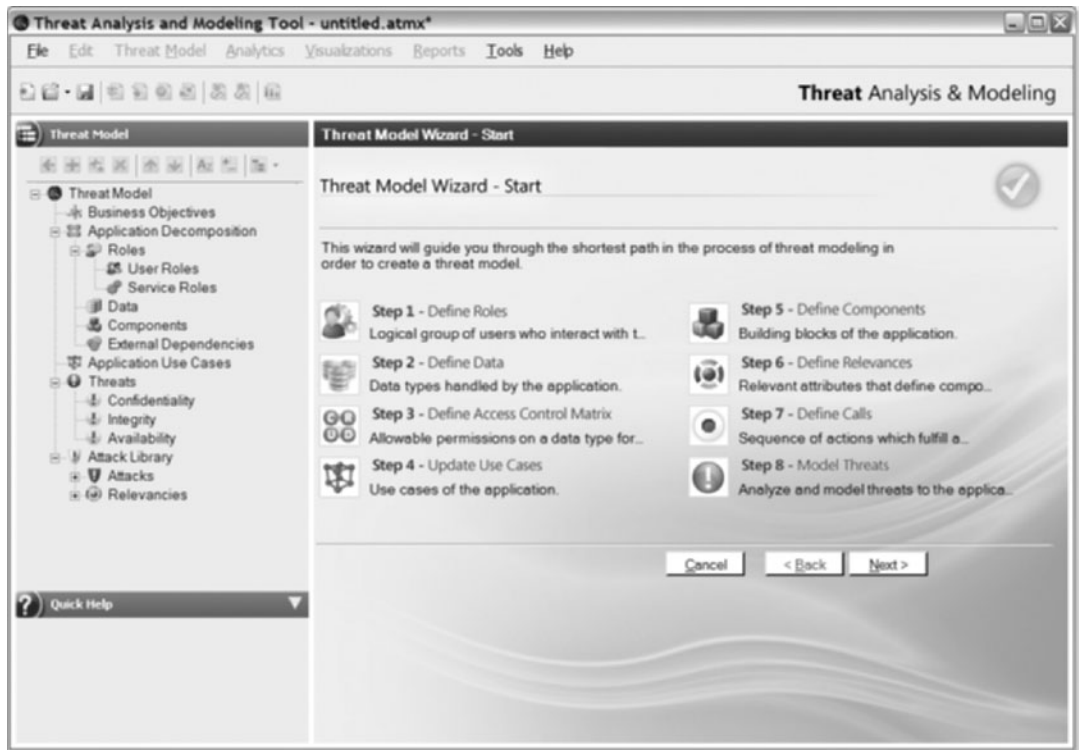 Threat Analysis and Modeling Tool - untitled.atmx*
File Edit Threat Model Analytics Visualizations Reports Tools Help
Threat Analysis & Modeling
Threat Model
Threat Model
Business Objectives
Application Decomposition
Roles
User Roles
Service Roles
Data
Components
External Dependencies
Application Use Cases
Threats
Confidentiality
Integrity
Availability
Attack Library
Attacks
Relevancies
Quick Help
Threat Model Wizard - Start
Threat Model Wizard - Start
This wizard will guide you through the shortest path in the process of threat modeling in
order to create a threat model.
Step 1 - Define Roles
Logical group of users who interact with t...
Step 2 - Define Data
Data types handled by the application.
Step 3 - Define Access Control Matrix
Allowable permissions on a data type for...
Step 4 - Update Use Cases
Use cases of the application.
Step 5 - Define Components
Building blocks of the application.
Step 6 - Define Relevances
Relevant attributes that define compo...
Step 7 - Define Calls
Sequence of actions which fulfill a...
Step 8 - Model Threats
Analyze and model threats to the applica...
Cancel < Back Next >